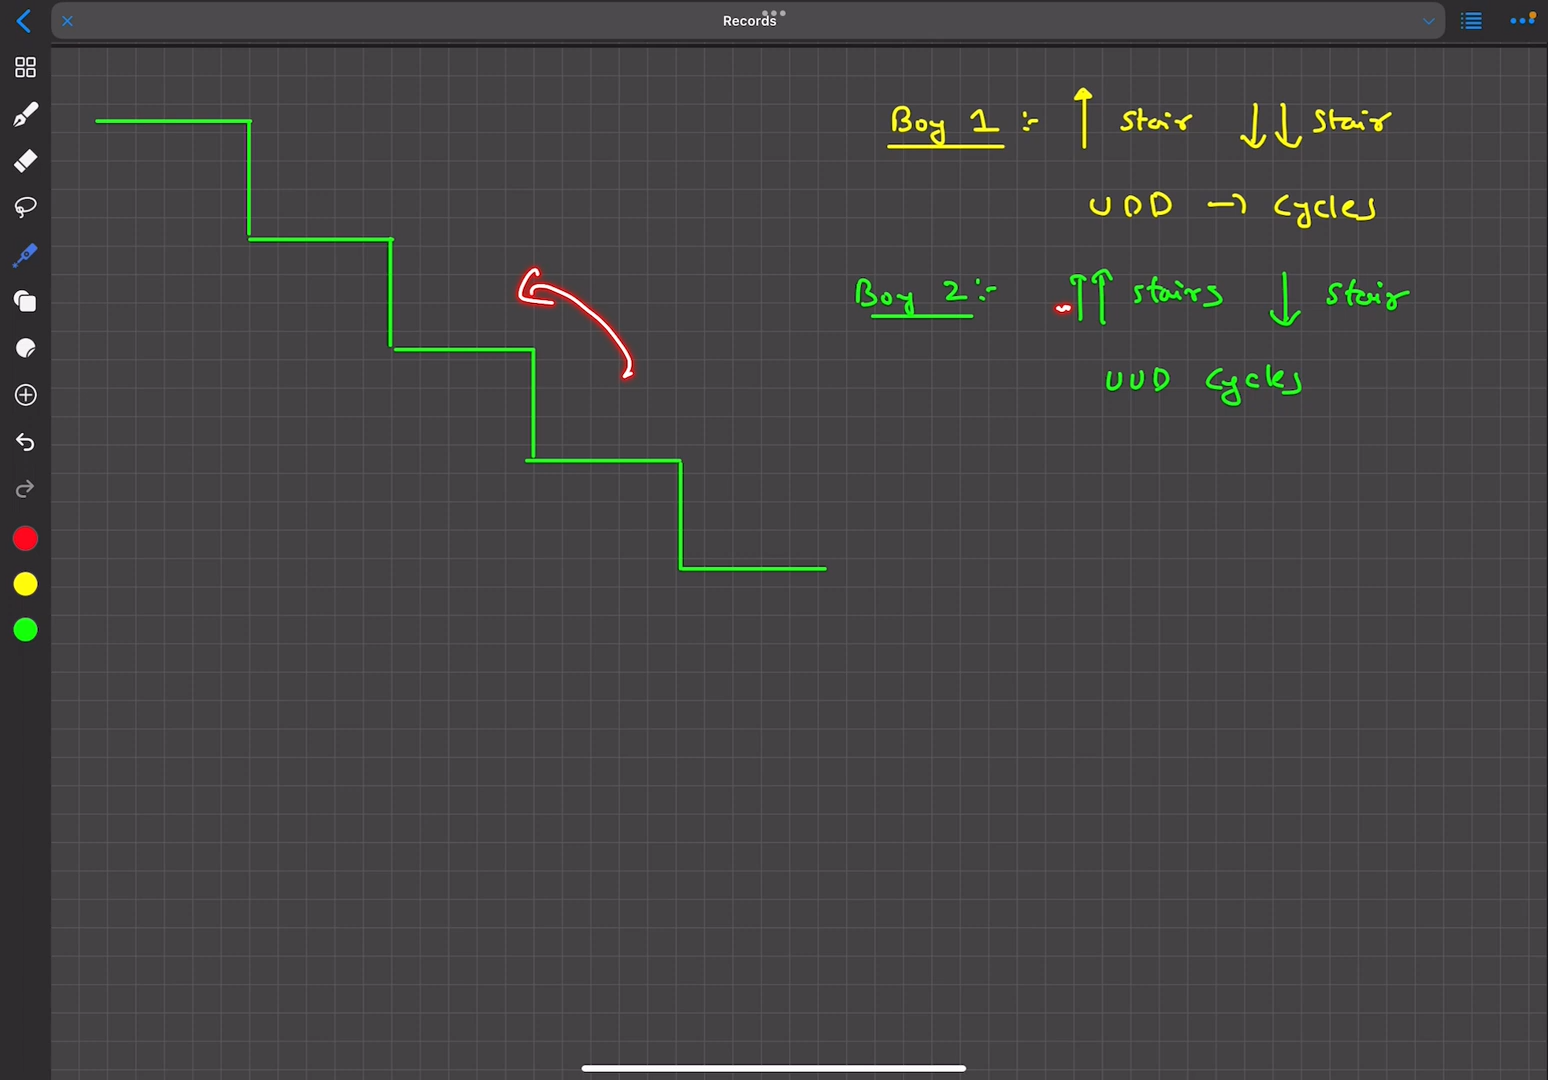 Records
Boy 1 :- ↑ stair ↓↓ stair
UDD → cycles
Boy 2 :- ↑↑ stairs ↓ stair
UUD cycles